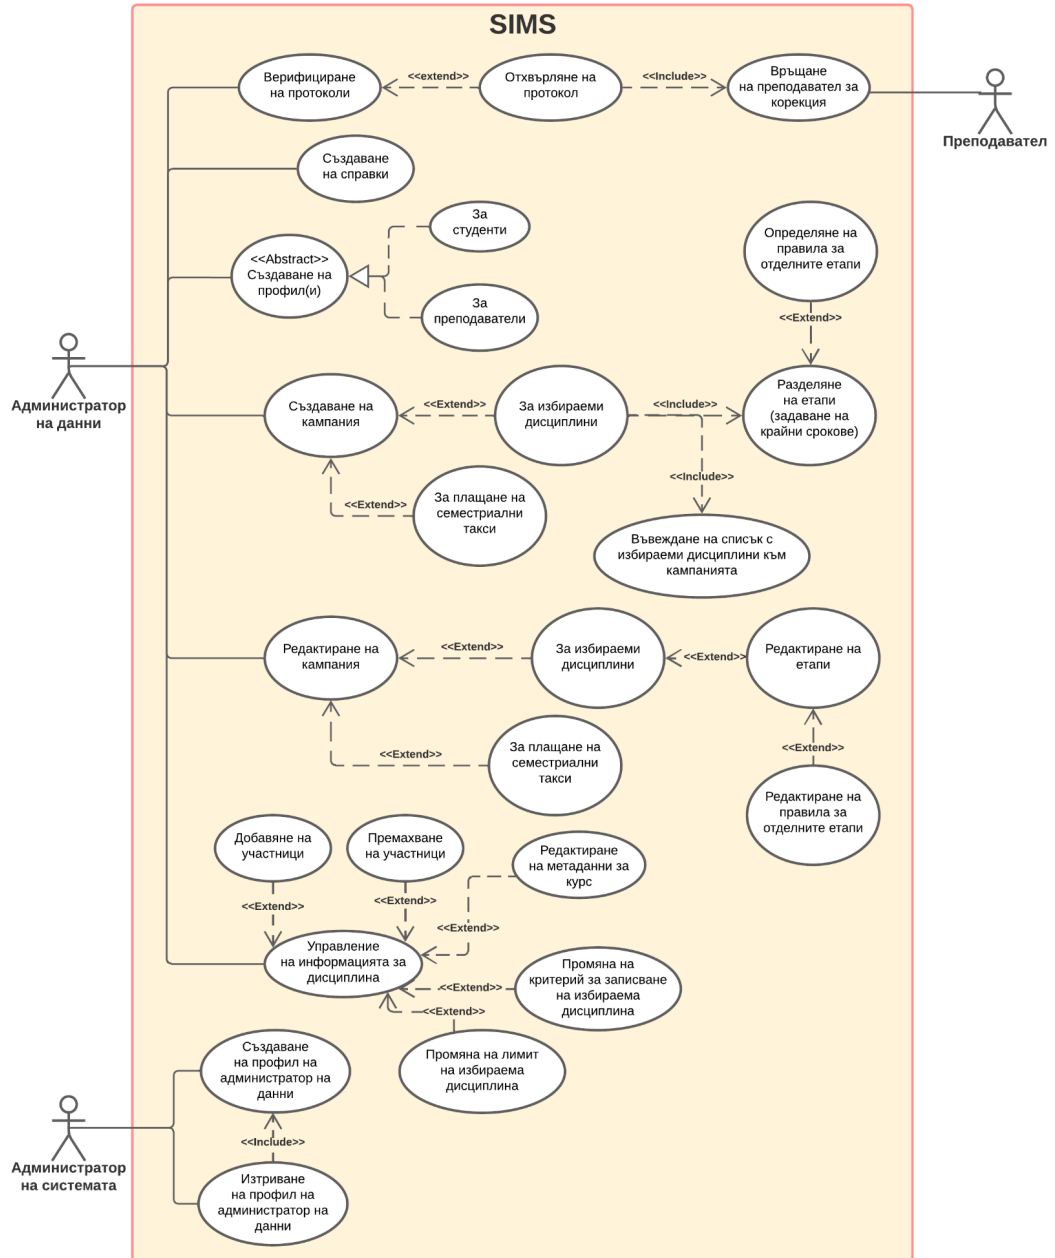 SIMS
Верифициране
на протоколи
<<extend>>
Отхвърляне на
протокол
<<Include>>
Връщане
на преподавател за
корекция
Преподавател
Създаване
на справки
За
студенти
<<Abstract>>
Създаване на
профил(и)
За
преподаватели
Определяне на
правила за
отделните етапи
<<Extend>>
Администратор
на данни
Създаване на
кампания
<<Extend>>
За избираеми
дисциплини
<<Include>>
Разделяне
на етапи
(задаване на
крайни срокове)
<<Include>>
<<Extend>>
За плащане на
семестриални
такси
Въвеждане на списък с
избираеми дисциплини към
кампанията
Редактиране на
кампания
<<Extend>>
За избираеми
дисциплини
<<Extend>>
Редактиране на
етапи
<<Extend>>
За плащане на
семестриални
такси
<<Extend>>
Редактиране на
правила за
отделните етапи
Добавяне на
участници
Премахване
на участници
Редактиране
на метаданни за
курс
<<Extend>>
<<Extend>>
<<Extend>>
Управление
на информацията за
дисциплина
<<Extend>>
Промяна на
критерий за записване
на избираема
дисциплина
<<Extend>>
Промяна на лимит
на избираема
дисциплина
Създаване
на профил на
администратор на
данни
<<Include>>
Администратор
на системата
Изтриване
на профил на
администратор на
данни